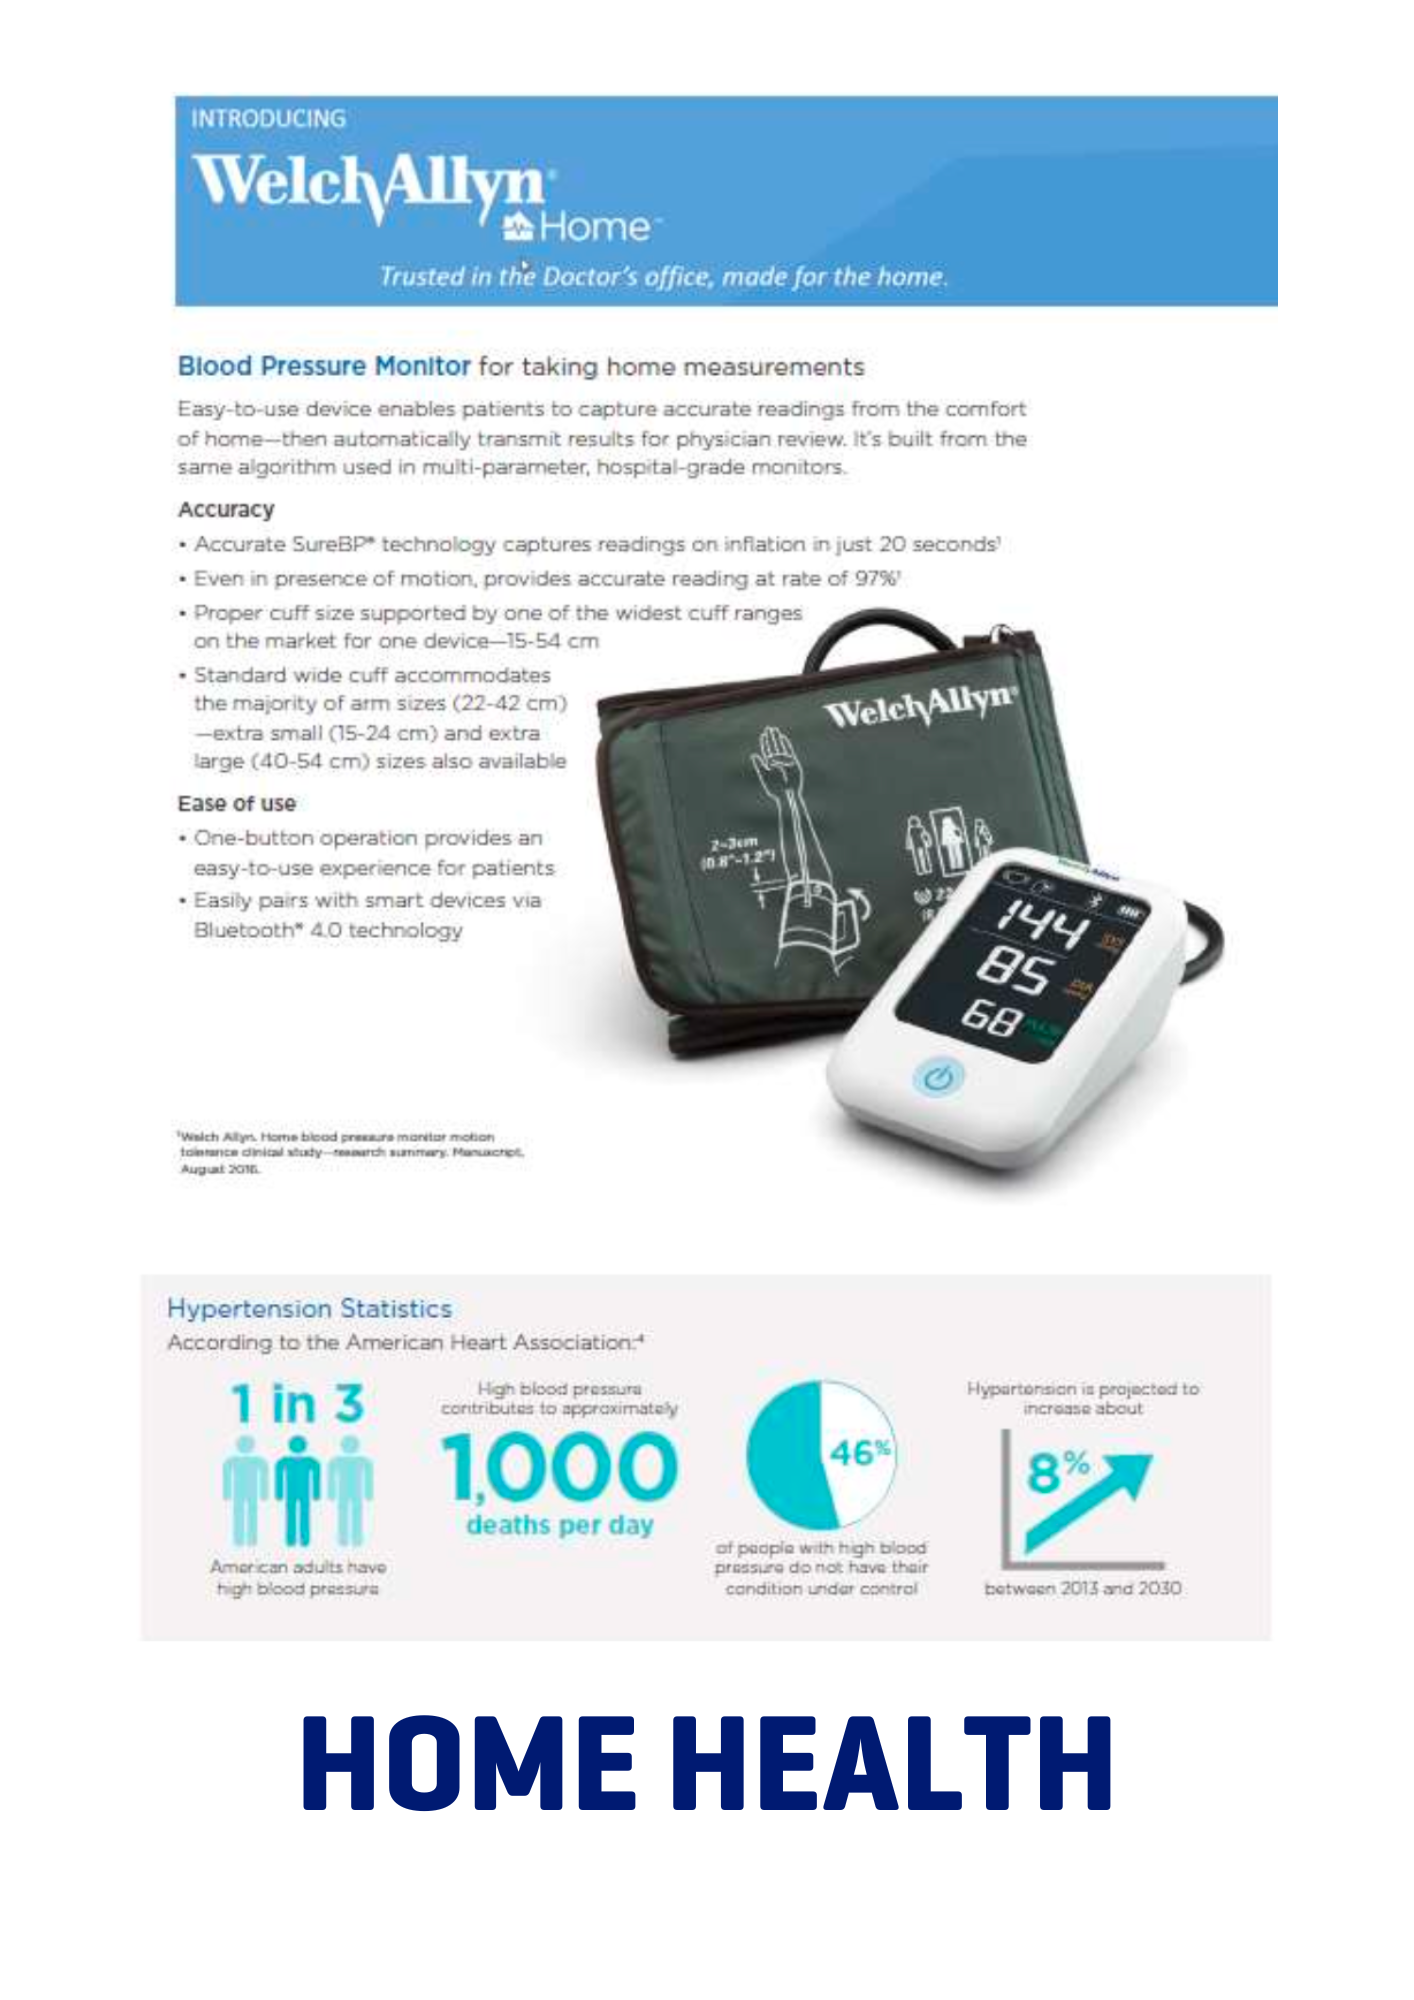 INTRODUCING
WelchAllyn®
Home™
Trusted in the Doctor's office, made for the home.
Blood Pressure Monitor for taking home measurements
Easy-to-use device enables patients to capture accurate readings from the comfort
of home—then automatically transmit results for physician review. It's built from the
same algorithm used in multi-parameter, hospital-grade monitors.
Accuracy
• Accurate SureBP® technology captures readings on inflation in just 20 seconds¹
• Even in presence of motion, provides accurate reading at rate of 97%¹
• Proper cuff size supported by one of the widest cuff ranges
on the market for one device—15-54 cm
• Standard wide cuff accommodates
the majority of arm sizes (22-42 cm)
—extra small (15-24 cm) and extra
large (40-54 cm) sizes also available
Ease of use
• One-button operation provides an
easy-to-use experience for patients
• Easily pairs with smart devices via
Bluetooth® 4.0 technology
WelchAllyn®
2-3cm
(0.8"-1.2")
WelchAllyn
144
SYS
85
DIA
68
PULSE
¹Welch Allyn. Home blood pressure monitor motion
tolerance clinical study—research summary. Manuscript,
August 2016.
Hypertension Statistics
According to the American Heart Association:⁴
1 in 3
American adults have
high blood pressure
High blood pressure
contributes to approximately
1,000
deaths per day
46%
of people with high blood
pressure do not have their
condition under control
Hypertension is projected to
increase about
8%
between 2013 and 2030
HOME HEALTH